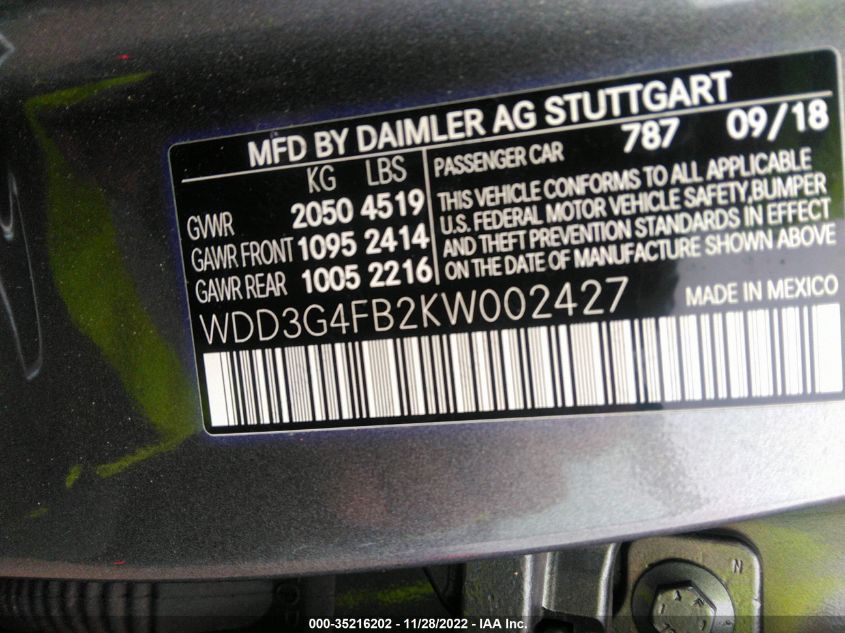 MFD BY DAIMLER AG STUTTGART
KG LBS
GVWR 2050 4519
GAWR FRONT 1095 2414
GAWR REAR 1005 2216
PASSENGER CAR 787 09/18
THIS VEHICLE CONFORMS TO ALL APPLICABLE
U.S. FEDERAL MOTOR VEHICLE SAFETY, BUMPER
AND THEFT PREVENTION STANDARDS IN EFFECT
ON THE DATE OF MANUFACTURE SHOWN ABOVE
WDD3G4FB2KW002427 MADE IN MEXICO
N
000-35216202 - 11/28/2022 - IAA Inc.